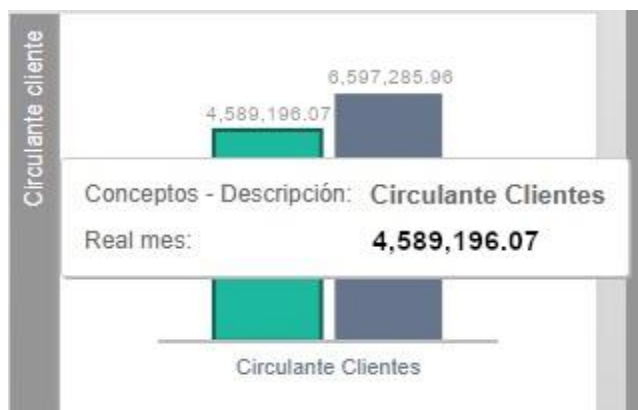 Circulante cliente
6,597,285.96
4,589,196.07
Conceptos - Descripción: Circulante Clientes
Real mes: 4,589,196.07
Circulante Clientes